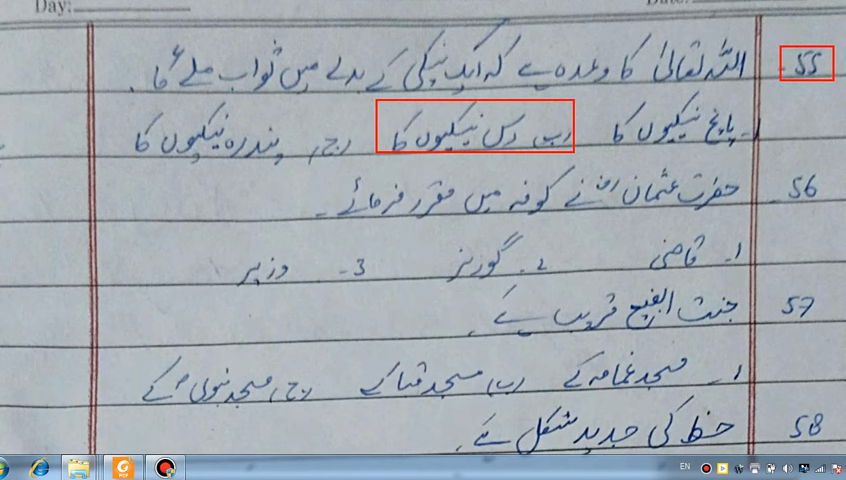 Day:
55- اللہ تعالیٰ کا وعدہ ہے کہ ایک نیکی کے بدلے میں ثواب ملے گا۔
۱۔ پانچ نیکیوں کا (ب) دس نیکیوں کا (ج) پندرہ نیکیوں کا
56- حضرت عثمانؓ نے کوفہ میں مقرر فرمائے۔
۱۔ قاضی 2۔ گورنر 3۔ وزیر
57 جنت البقیع قریب ہے۔
۱۔ مسجد غمامہ کے (ب) مسجد قبا کے (ج) مسجد نبویؐ کے
58 خط کی جدید شکل ہے۔
EN